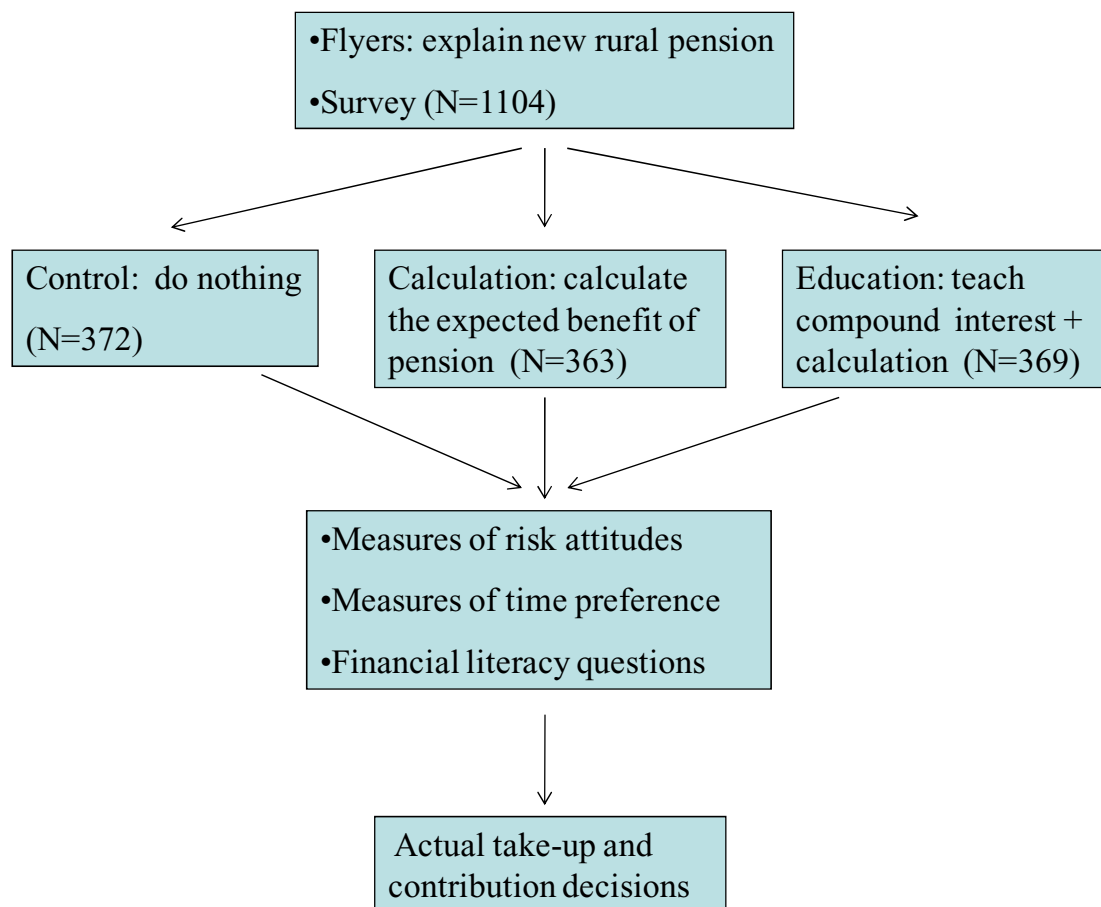 •Flyers: explain new rural pension
•Survey (N=1104)
Control: do nothing
(N=372)
Calculation: calculate
the expected benefit of
pension (N=363)
Education: teach
compound interest +
calculation (N=369)
•Measures of risk attitudes
•Measures of time preference
•Financial literacy questions
Actual take-up and
contribution decisions